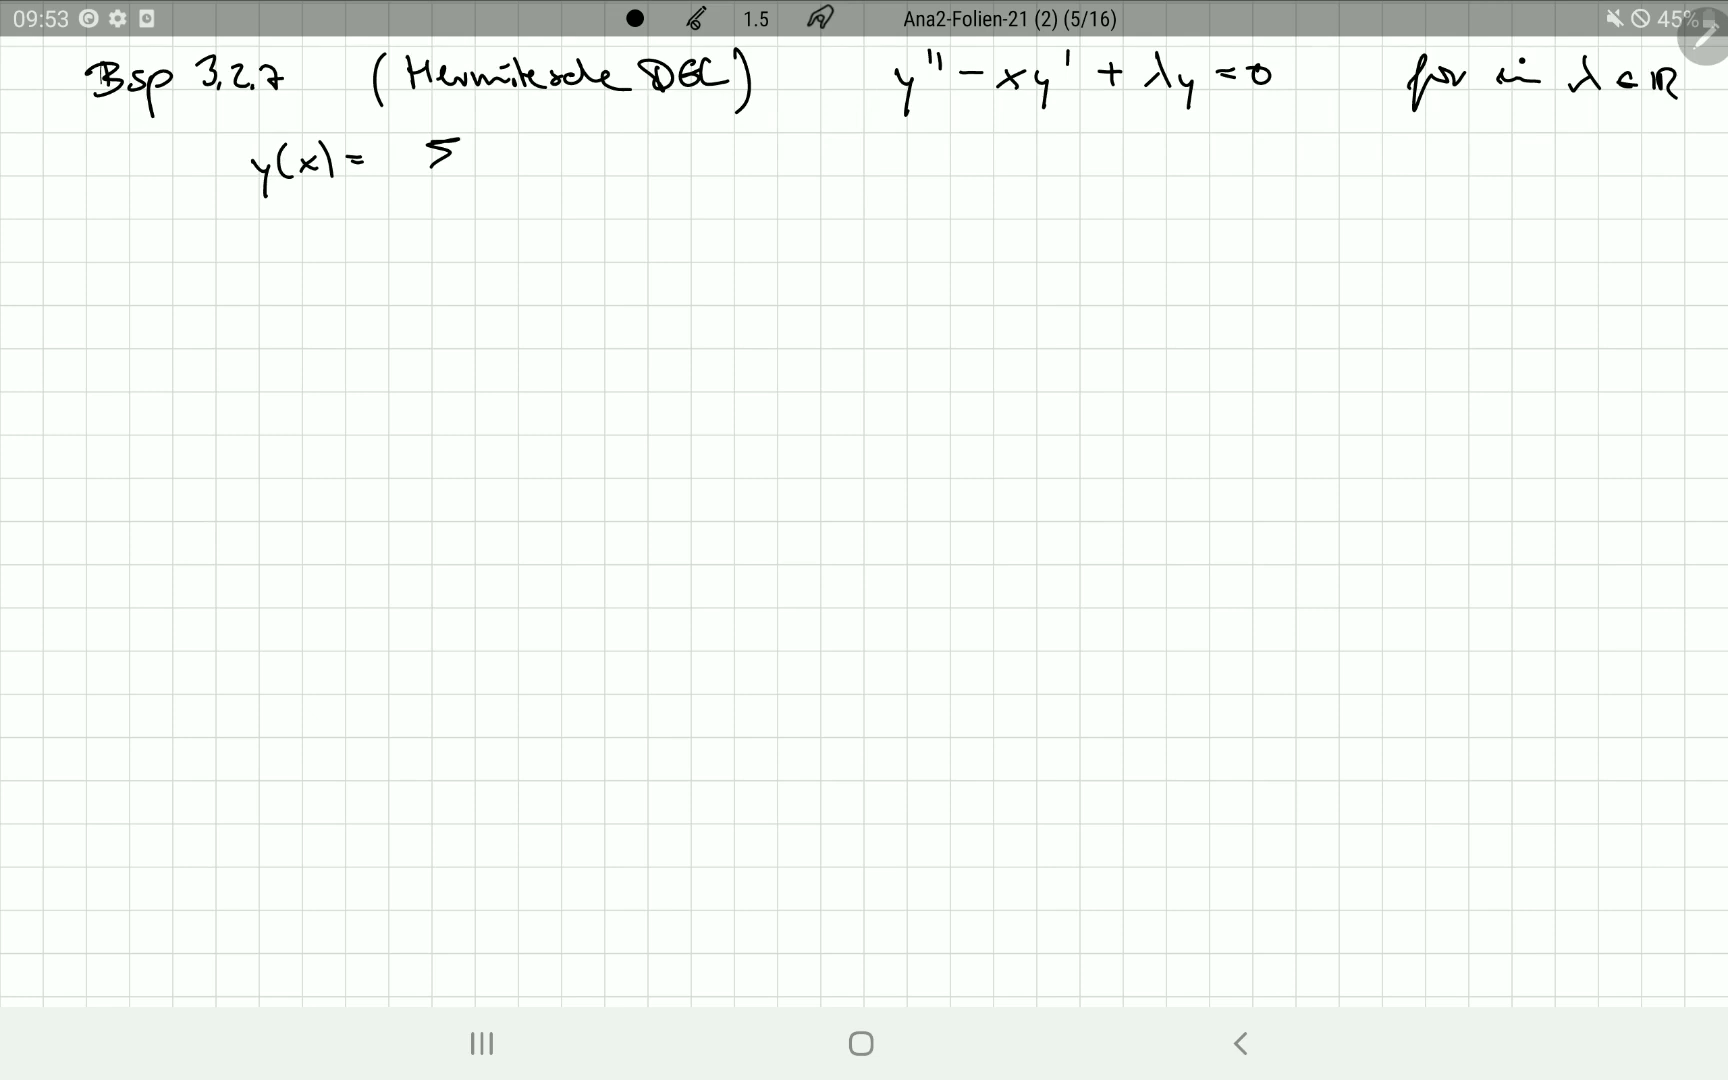 09:53 1.5 Ana2-Folien-21 (2) (5/16) 45%
Bsp 3.2.7 (Hermitesche DGL) y'' - xy' + λy = 0 für ein λ ∈ ℝ
y(x) =